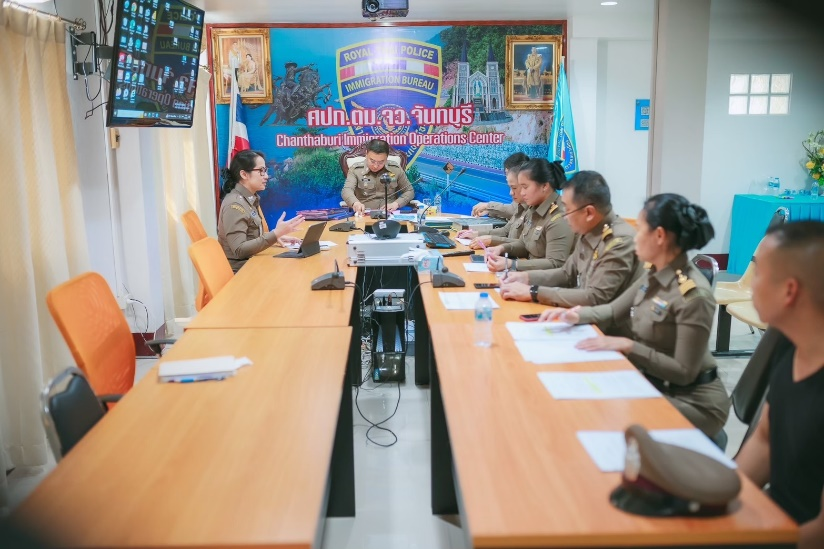 ROYAL THAI POLICE
IMMIGRATION BUREAU
ศปก.ตม.จว.จันทบุรี
Chanthaburi Immigration Operations Center